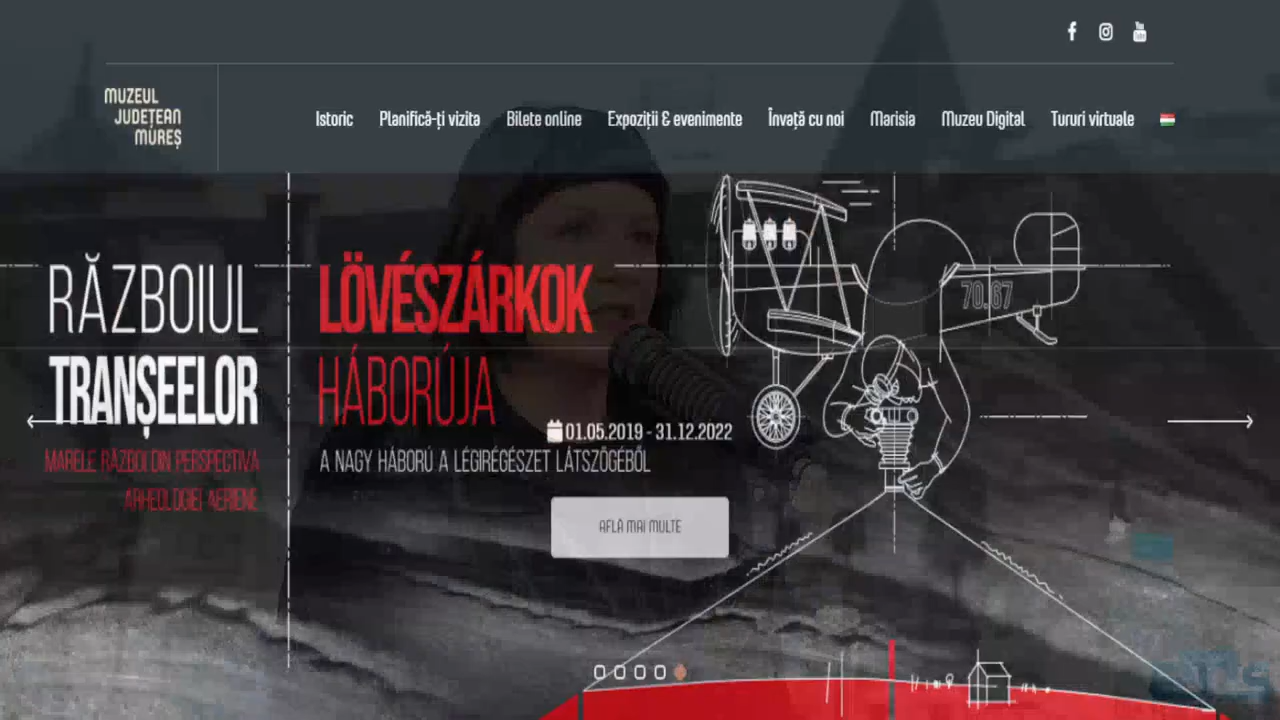 MUZEUL
JUDEȚEAN
MUREȘ
Istoric
Planifică-ți vizita
Bilete online
Expoziții & evenimente
Învață cu noi
Marisia
Muzeu Digital
Tururi virtuale
RĂZBOIUL
TRANȘEELOR
MARELE RĂZBOI DIN PERSPECTIVA
ARHEOLOGIEI AERIENE
LÖVÉSZÁRKOK
HÁBORÚJA
01.05.2019 - 31.12.2022
A NAGY HÁBORÚ A LÉGIRÉGÉSZET LÁTSZÖGÉBŐL
AFLĂ MAI MULTE
70.67